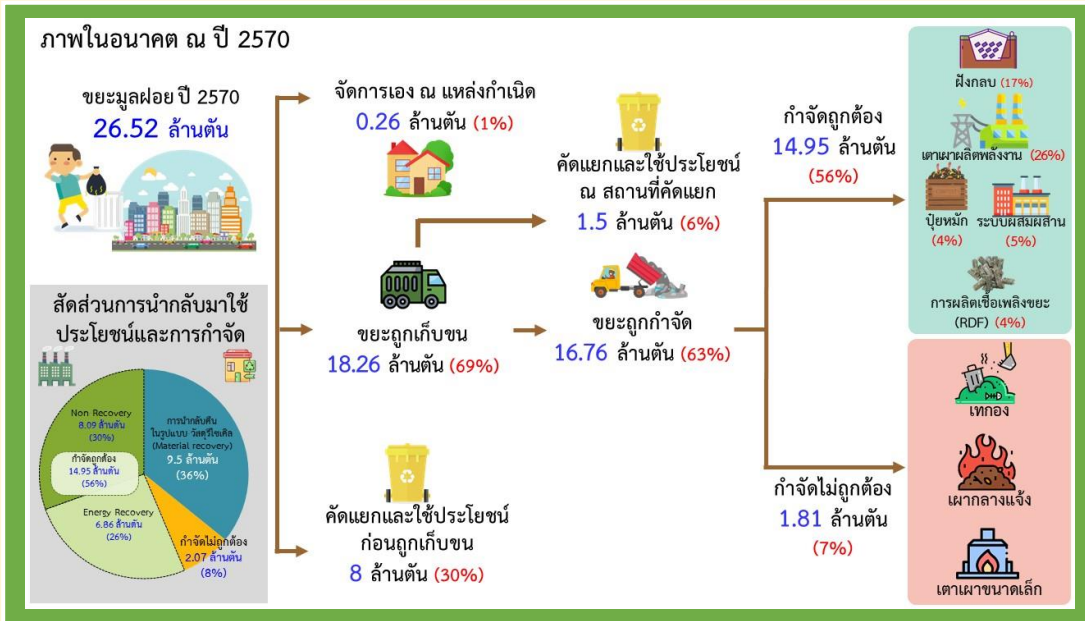 ภาพในอนาคต ณ ปี 2570
ขยะมูลฝอย ปี 2570
26.52 ล้านตัน
จัดการเอง ณ แหล่งกำเนิด
0.26 ล้านตัน (1%)
ขยะถูกเก็บขน
18.26 ล้านตัน (69%)
คัดแยกและใช้ประโยชน์
ก่อนถูกเก็บขน
8 ล้านตัน (30%)
คัดแยกและใช้ประโยชน์
ณ สถานที่คัดแยก
1.5 ล้านตัน (6%)
ขยะถูกกำจัด
16.76 ล้านตัน (63%)
กำจัดถูกต้อง
14.95 ล้านตัน
(56%)
กำจัดไม่ถูกต้อง
1.81 ล้านตัน
(7%)
ฝังกลบ (17%)
เตาเผาผลิตพลังงาน (26%)
ปุ๋ยหมัก
(4%)
ระบบผสมผสาน
(5%)
การผลิตเชื้อเพลิงขยะ
(RDF) (4%)
เทกอง
เผากลางแจ้ง
เตาเผาขนาดเล็ก
สัดส่วนการนำกลับมาใช้
ประโยชน์และการกำจัด
Non Recovery
8.09 ล้านตัน
(30%)
กำจัดถูกต้อง
14.95 ล้านตัน
(56%)
Energy Recovery
6.86 ล้านตัน
(26%)
การนำกลับคืน
ในรูปแบบ วัสดุรีไซเคิล
(Material recovery)
9.5 ล้านตัน
(36%)
กำจัดไม่ถูกต้อง
2.07 ล้านตัน
(8%)